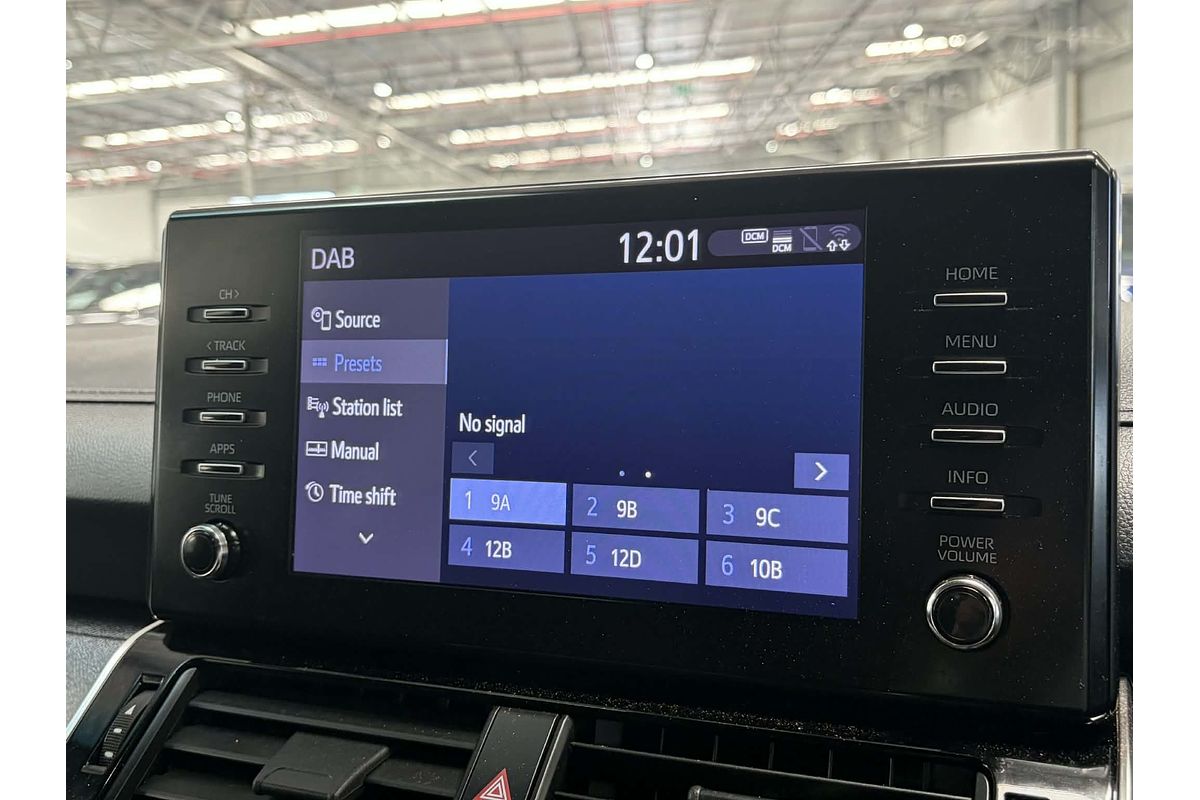 DAB
12:01
DCM
DCM
Source
Presets
Station list
Manual
Time shift
No signal
<
>
1 9A
2 9B
3 9C
4 12B
5 12D
6 10B
CH >
< TRACK
PHONE
APPS
TUNE
SCROLL
HOME
MENU
AUDIO
INFO
POWER
VOLUME